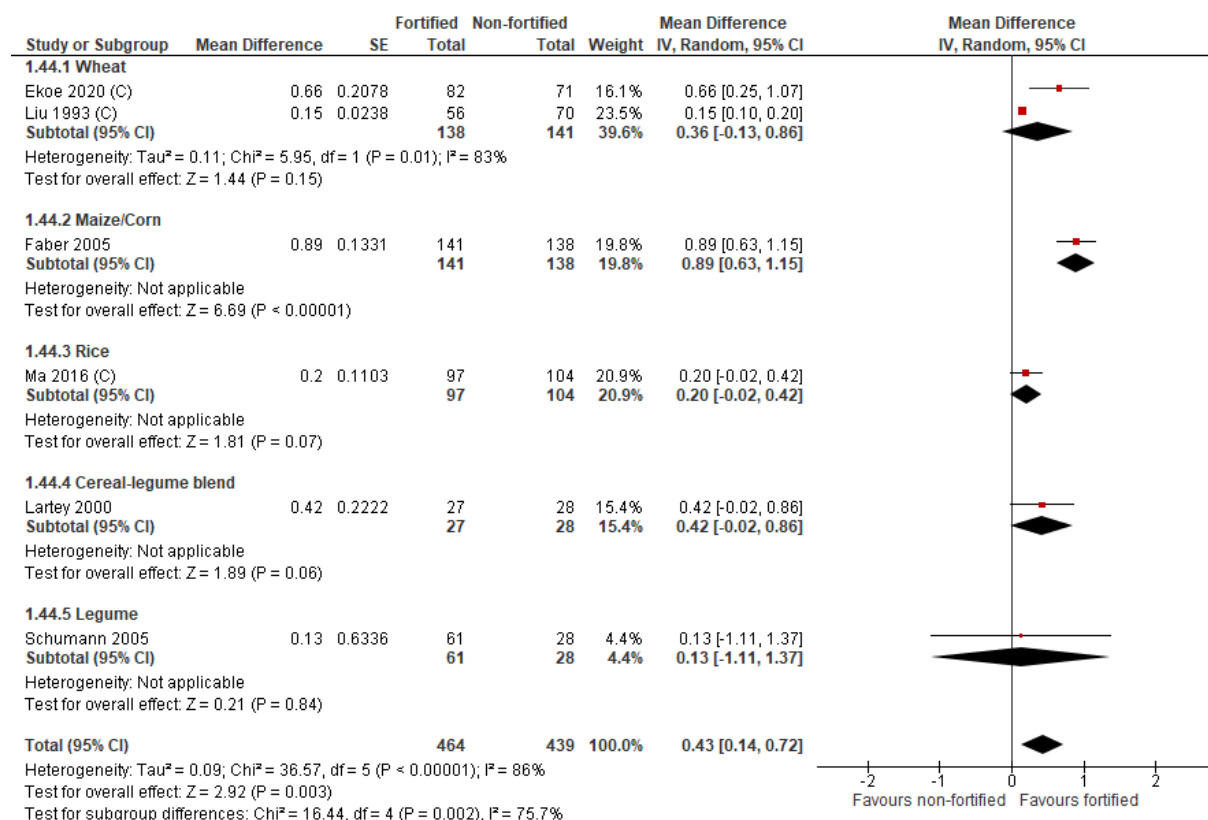 Fortified Non-fortified Mean Difference Mean Difference
Study or Subgroup Mean Difference SE Total Total Weight IV, Random, 95% CI IV, Random, 95% CI
1.44.1 Wheat
Ekoe 2020 (C) 0.66 0.2078 82 71 16.1% 0.66 [0.25, 1.07]
Liu 1993 (C) 0.15 0.0238 56 70 23.5% 0.15 [0.10, 0.20]
Subtotal (95% CI) 138 141 39.6% 0.36 [-0.13, 0.86]
Heterogeneity: Tau² = 0.11; Chi² = 5.95, df = 1 (P = 0.01); I² = 83%
Test for overall effect: Z = 1.44 (P = 0.15)
1.44.2 Maize/Corn
Faber 2005 0.89 0.1331 141 138 19.8% 0.89 [0.63, 1.15]
Subtotal (95% CI) 141 138 19.8% 0.89 [0.63, 1.15]
Heterogeneity: Not applicable
Test for overall effect: Z = 6.69 (P < 0.00001)
1.44.3 Rice
Ma 2016 (C) 0.2 0.1103 97 104 20.9% 0.20 [-0.02, 0.42]
Subtotal (95% CI) 97 104 20.9% 0.20 [-0.02, 0.42]
Heterogeneity: Not applicable
Test for overall effect: Z = 1.81 (P = 0.07)
1.44.4 Cereal-legume blend
Lartey 2000 0.42 0.2222 27 28 15.4% 0.42 [-0.02, 0.86]
Subtotal (95% CI) 27 28 15.4% 0.42 [-0.02, 0.86]
Heterogeneity: Not applicable
Test for overall effect: Z = 1.89 (P = 0.06)
1.44.5 Legume
Schumann 2005 0.13 0.6336 61 28 4.4% 0.13 [-1.11, 1.37]
Subtotal (95% CI) 61 28 4.4% 0.13 [-1.11, 1.37]
Heterogeneity: Not applicable
Test for overall effect: Z = 0.21 (P = 0.84)
Total (95% CI) 464 439 100.0% 0.43 [0.14, 0.72]
Heterogeneity: Tau² = 0.09; Chi² = 36.57, df = 5 (P < 0.00001); I² = 86%
Test for overall effect: Z = 2.92 (P = 0.003)
Test for subgroup differences: Chi² = 16.44, df = 4 (P = 0.002), I² = 75.7%
-2 -1 0 1 2
Favours non-fortified Favours fortified